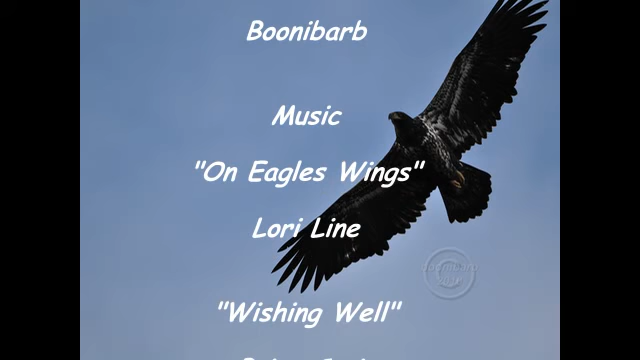 Boonibarb
Music
"On Eagles Wings"
Lori Line
"Wishing Well"